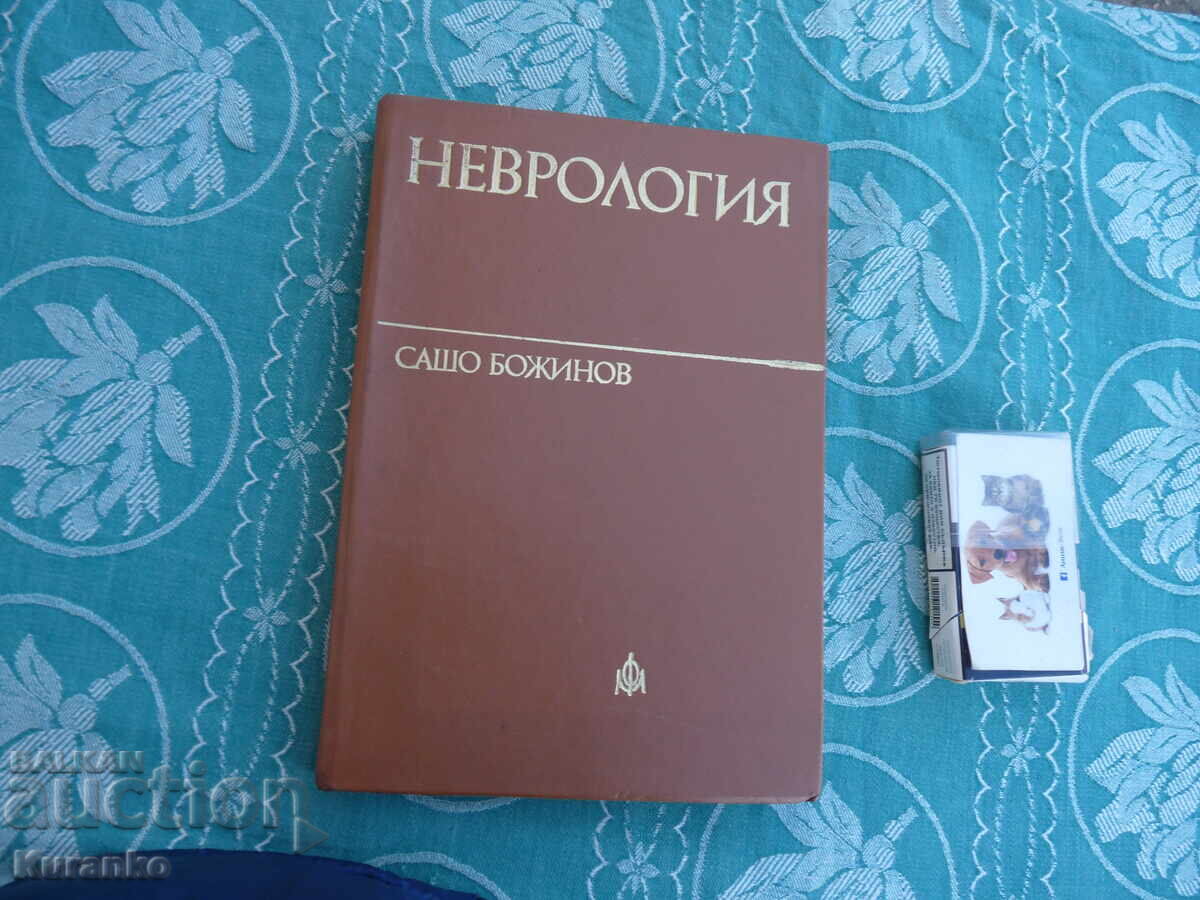 НЕВРОЛОГИЯ
САШО БОЖИНОВ
BALKAN
auction
Kuranko